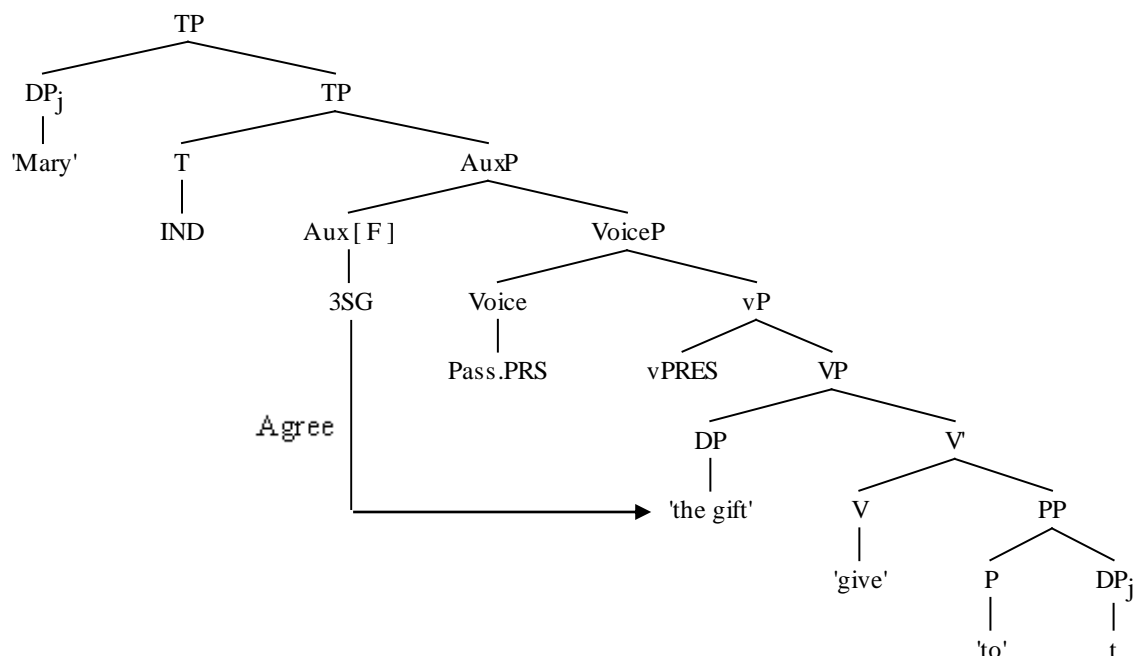 TP
DPj TP
'Mary' T AuxP
IND Aux[F] VoiceP
3SG Voice vP
Pass.PRS vPRES VP
Agree
DP V'
'the gift' V PP
'give' P DPj
'to' t